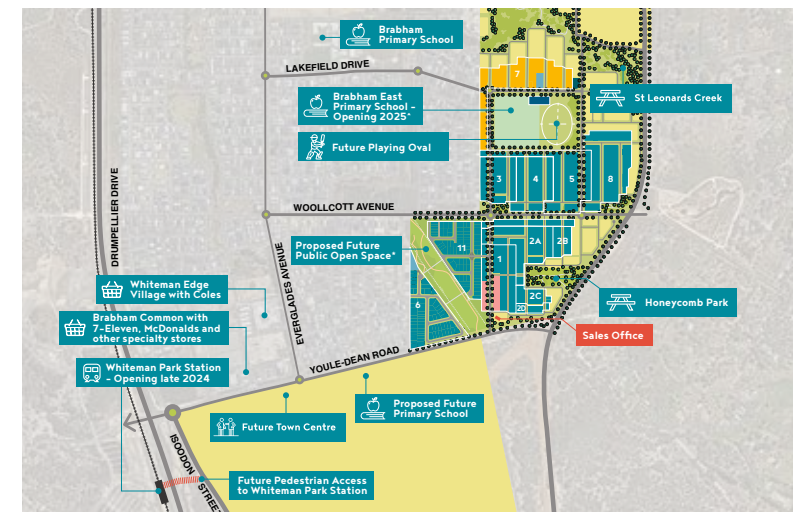 Brabham
Primary School
LAKEFIELD DRIVE
7
Brabham East
Primary School –
Opening 2025^
St Leonards Creek
Future Playing Oval
3
4
5
8
WOOLLCOTT AVENUE
DRUMPELLIER DRIVE
EVERGLADES AVENUE
Proposed Future
Public Open Space*
11
1
2A
2B
2C
2D
6
Whiteman Edge
Village with Coles
Honeycomb Park
Brabham Common with
7-Eleven, McDonalds and
other specialty stores
Sales Office
YOULE-DEAN ROAD
Whiteman Park Station
– Opening late 2024
Proposed Future
Primary School
Future Town Centre
ISOODON STREET
Future Pedestrian Access
to Whiteman Park Station